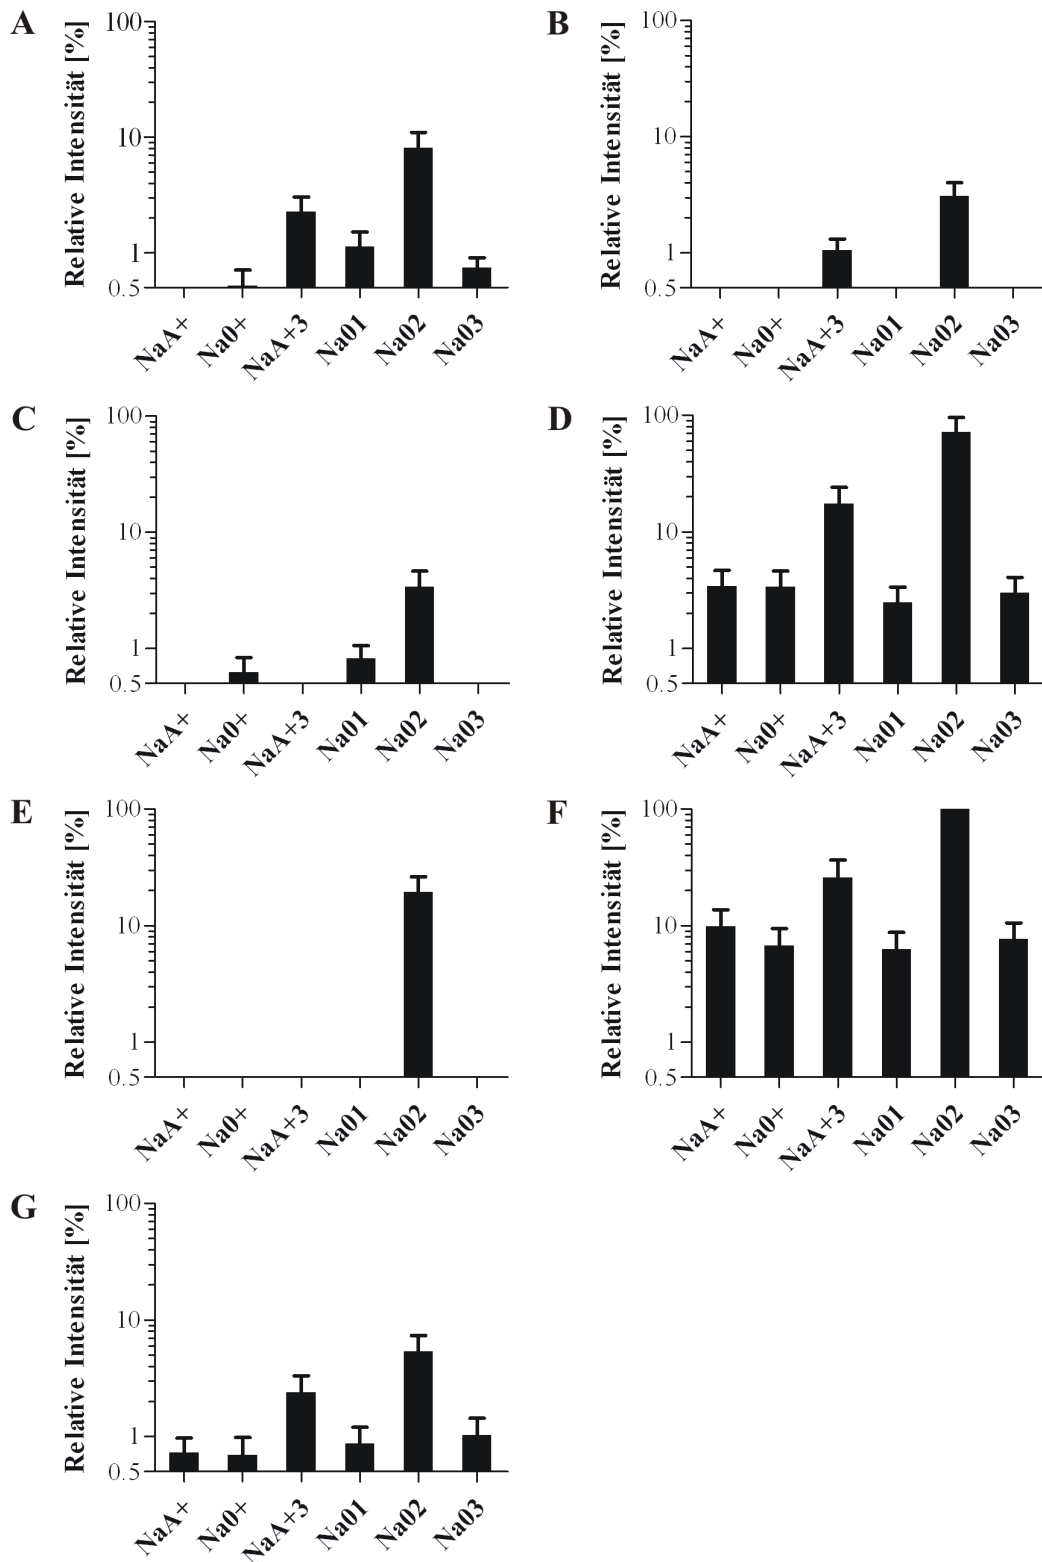 A
Relative Intensität [%]
100
10
1
0.5
NaA+
Na0+
NaA+3
Na01
Na02
Na03
B
Relative Intensität [%]
100
10
1
0.5
NaA+
Na0+
NaA+3
Na01
Na02
Na03
C
Relative Intensität [%]
100
10
1
0.5
NaA+
Na0+
NaA+3
Na01
Na02
Na03
D
Relative Intensität [%]
100
10
1
0.5
NaA+
Na0+
NaA+3
Na01
Na02
Na03
E
Relative Intensität [%]
100
10
1
0.5
NaA+
Na0+
NaA+3
Na01
Na02
Na03
F
Relative Intensität [%]
100
10
1
0.5
NaA+
Na0+
NaA+3
Na01
Na02
Na03
G
Relative Intensität [%]
100
10
1
0.5
NaA+
Na0+
NaA+3
Na01
Na02
Na03